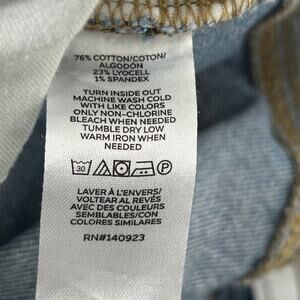 76% COTTON/COTON/
ALGODÓN
23% LYOCELL
1% SPANDEX
TURN INSIDE OUT
MACHINE WASH COLD
WITH LIKE COLORS
ONLY NON-CHLORINE
BLEACH WHEN NEEDED
TUMBLE DRY LOW
WARM IRON WHEN
NEEDED
30 P
LAVER À L'ENVERS/
VOLTEAR AL REVÉS
AVEC DES COULEURS
SEMBLABLES/CON
COLORES SIMILARES
RN#140923